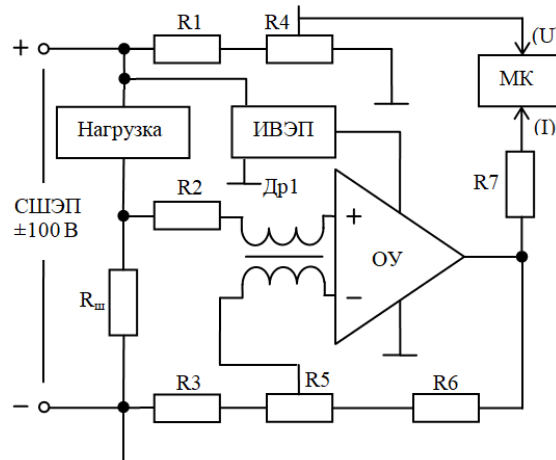 R1
R4
+
(U
МК
Нагрузка
ИВЭП
(I)
R2
Др1
R7
СШЭП
±100 В
+
ОУ
Rш
−
R3
R5
R6
−